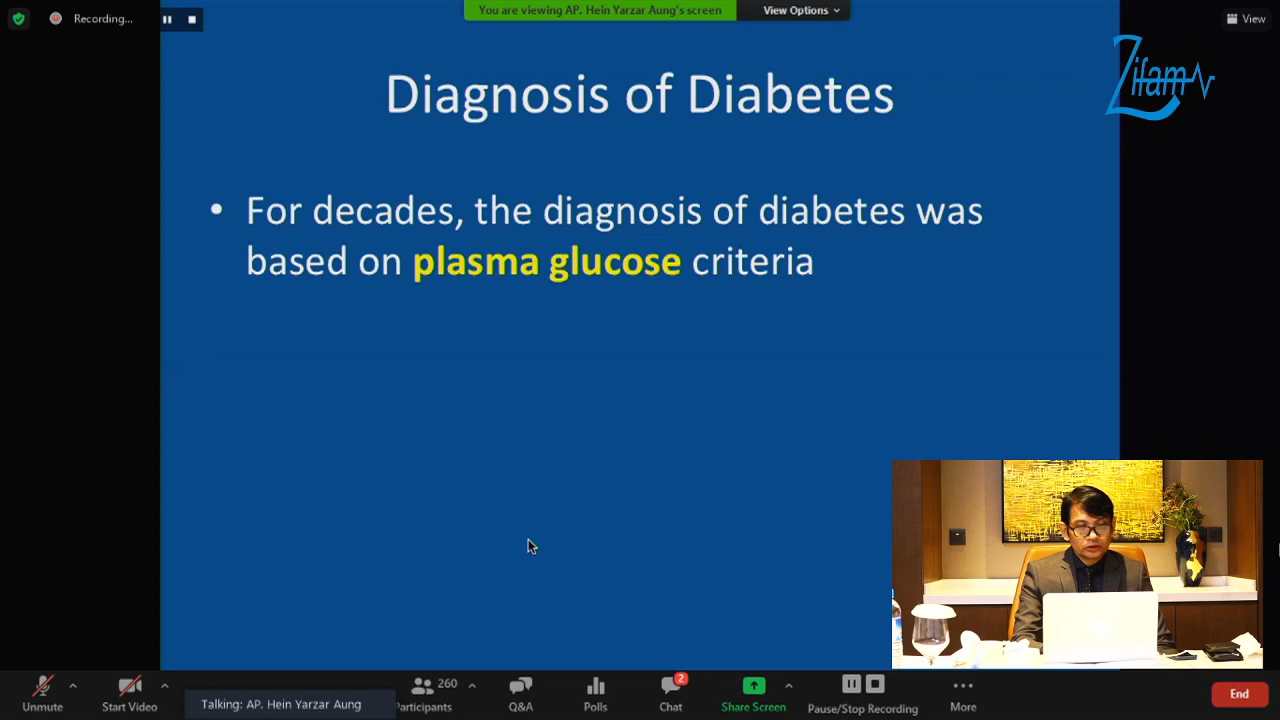 Recording...
You are viewing AP. Hein Yarzar Aung's screen
View Options
View
Zifam
Diagnosis of Diabetes
• For decades, the diagnosis of diabetes was
based on plasma glucose criteria
Unmute
Start Video
Talking: AP. Hein Yarzar Aung
260
Participants
Q&A
Polls
2
Chat
Share Screen
Pause/Stop Recording
More
End